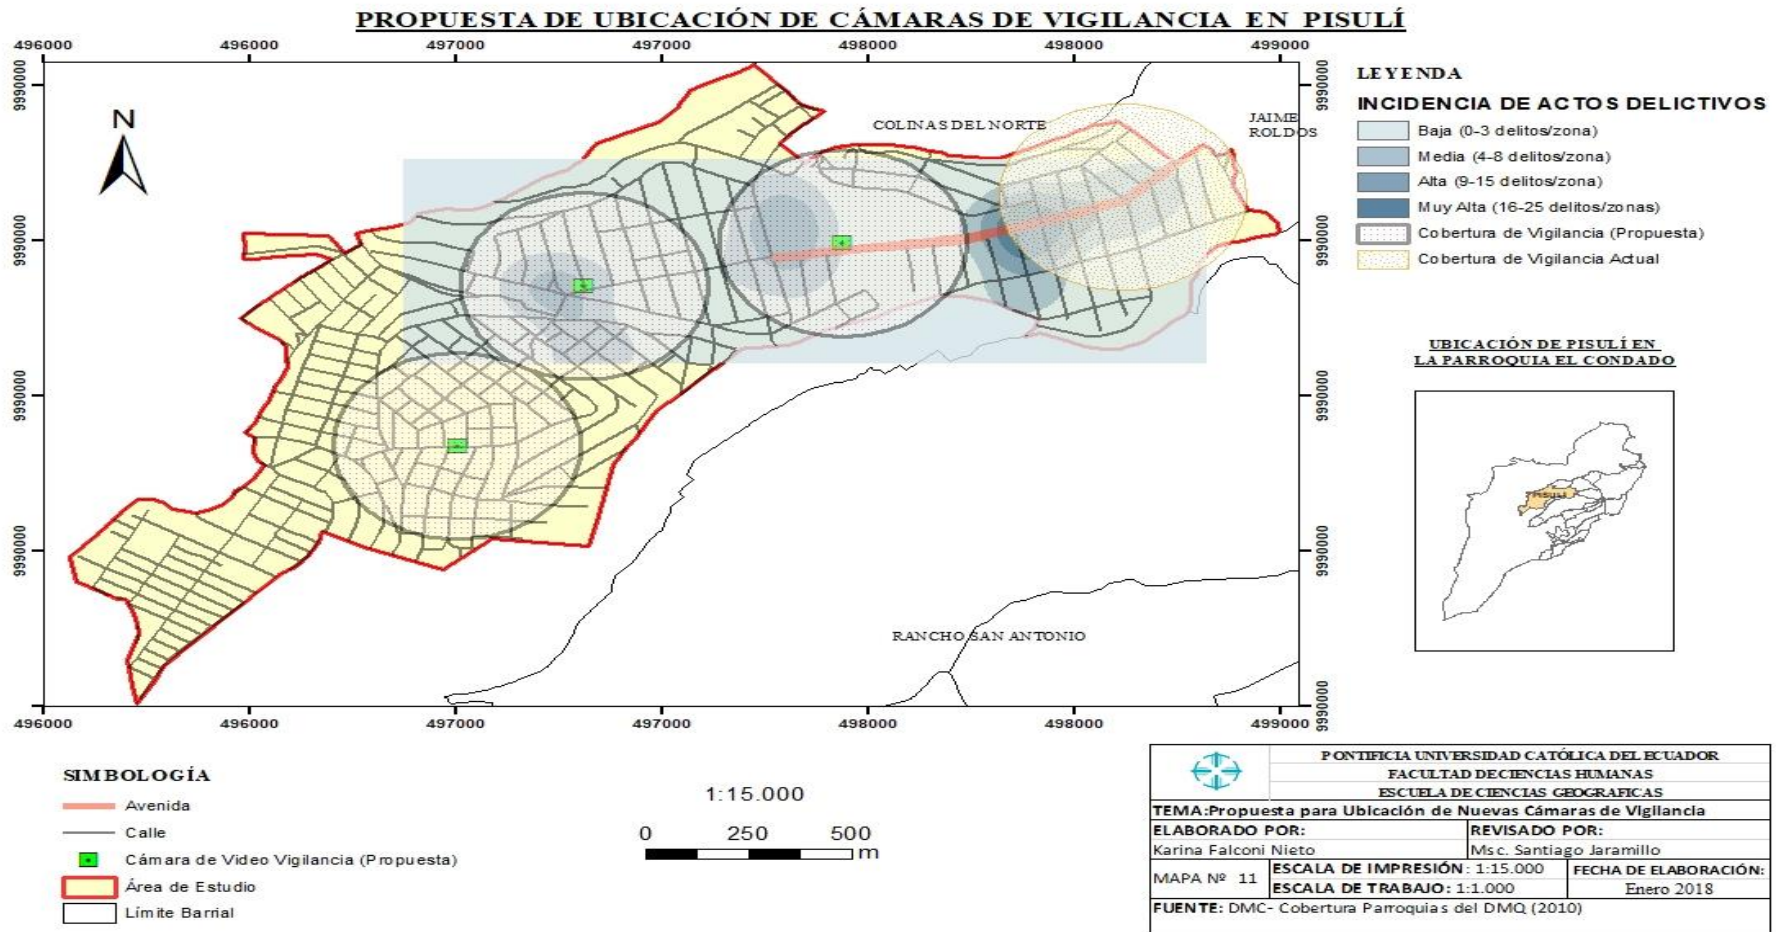 PROPUESTA DE UBICACIÓN DE CÁMARAS DE VIGILANCIA EN PISULÍ
496000 496000 497000 497000 498000 498000 499000
9990000 9990000
N
COLINAS DEL NORTE
JAIME
ROLDOS
9990000 9990000
9990000 9990000
9990000 9990000
RANCHO SAN ANTONIO
9990000
496000 496000 497000 497000 498000 498000 499000
LEYENDA
INCIDENCIA DE ACTOS DELICTIVOS
Baja (0-3 delitos/zona)
Media (4-8 delitos/zona)
Alta (9-15 delitos/zona)
Muy Alta (16-25 delitos/zonas)
Cobertura de Vigilancia (Propuesta)
Cobertura de Vigilancia Actual
UBICACIÓN DE PISULÍ EN
LA PARROQUIA EL CONDADO
PISULÍ
SIMBOLOGÍA
Avenida
Calle
Cámara de Video Vigilancia (Propuesta)
Área de Estudio
Límite Barrial
1:15.000
0 250 500
m
PONTIFICIA UNIVERSIDAD CATÓLICA DEL ECUADOR
FACULTAD DE CIENCIAS HUMANAS
ESCUELA DE CIENCIAS GEOGRAFICAS
TEMA:Propuesta para Ubicación de Nuevas Cámaras de Vigilancia
ELABORADO POR: REVISADO POR:
Karina Falconi Nieto Msc. Santiago Jaramillo
MAPA Nº 11
ESCALA DE IMPRESIÓN: 1:15.000
ESCALA DE TRABAJO: 1:1.000
FECHA DE ELABORACIÓN:
Enero 2018
FUENTE: DMC- Cobertura Parroquias del DMQ (2010)